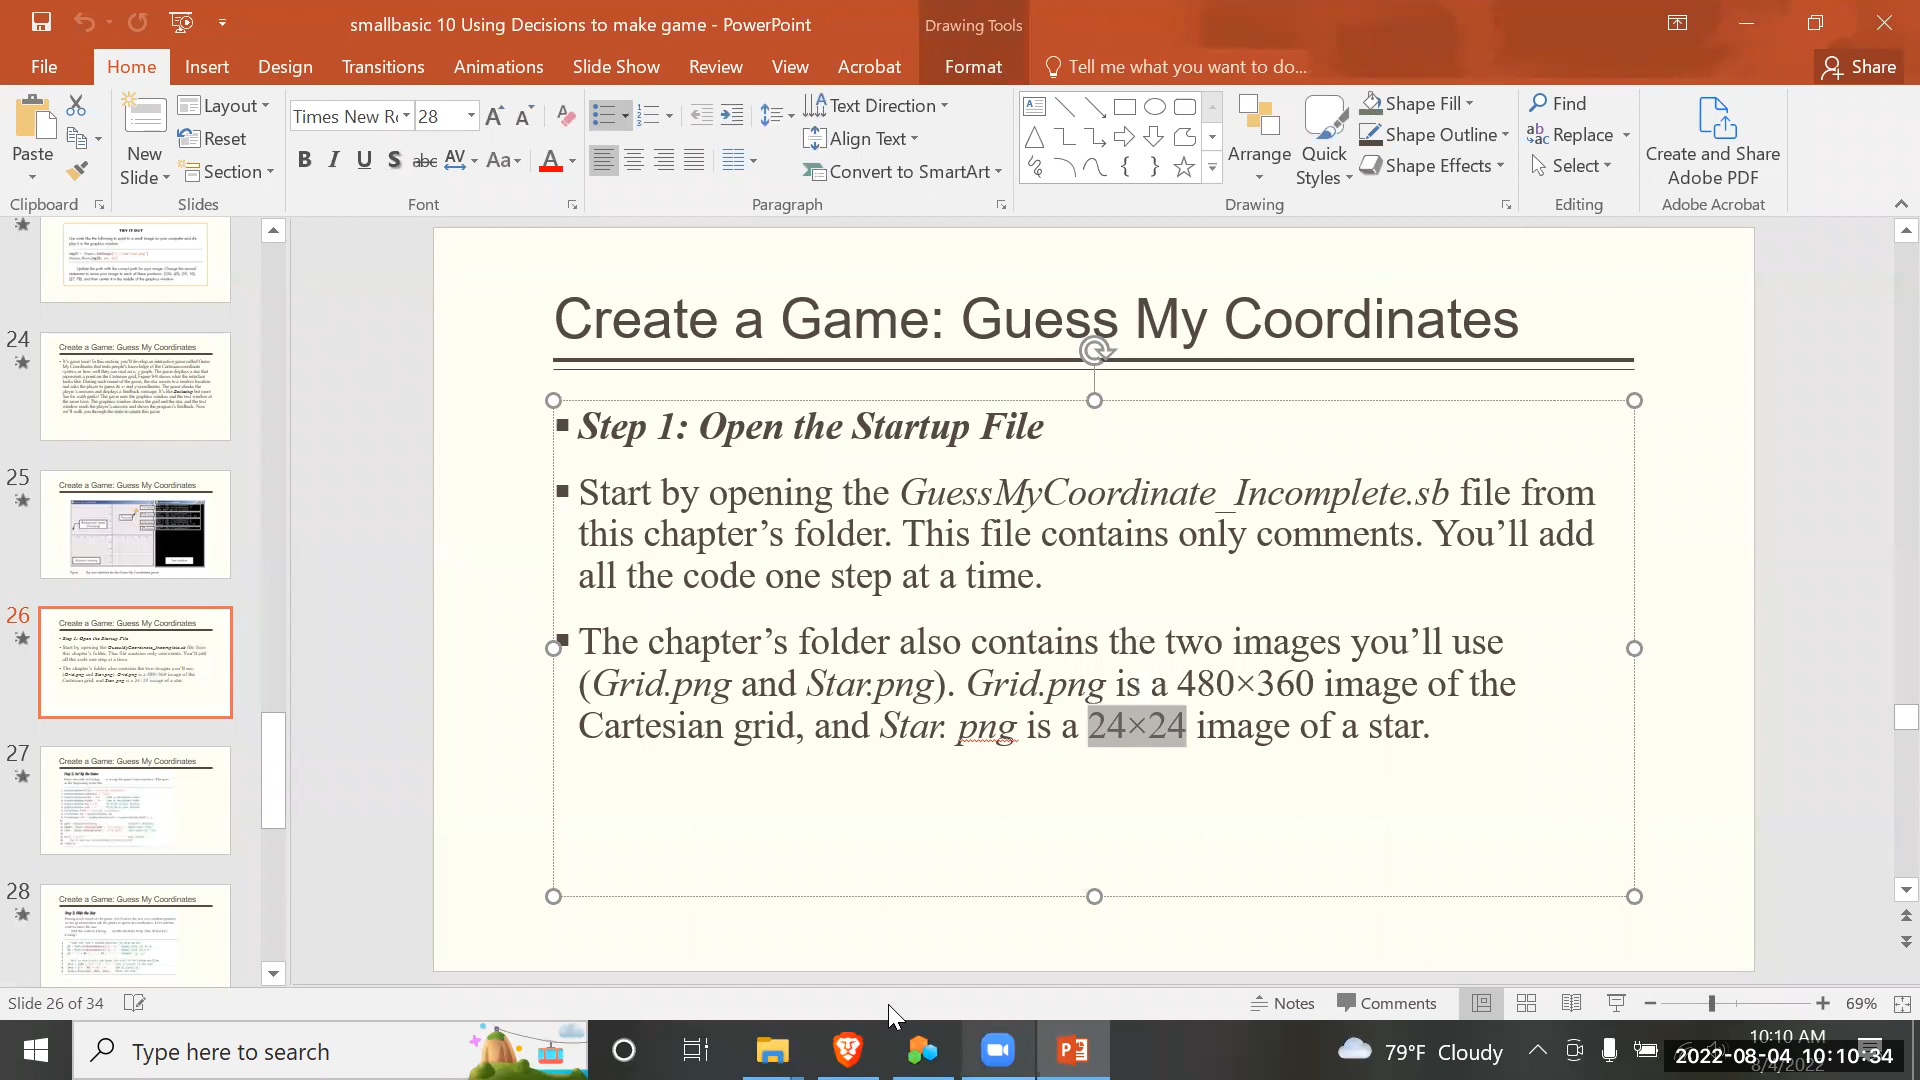 smallbasic 10 Using Decisions to make game - PowerPoint
Drawing Tools
File Home Insert Design Transitions Animations Slide Show Review View Acrobat Format Tell me what you want to do... Share
Paste
Clipboard
New Slide
Layout
Reset
Section
Slides
Times New R
28
B I U S abc AV Aa A
Font
Text Direction
Align Text
Convert to SmartArt
Paragraph
Arrange
Quick Styles
Shape Fill
Shape Outline
Shape Effects
Drawing
Find
Replace
Select
Editing
Create and Share Adobe PDF
Adobe Acrobat
TRY IT OUT
24
Create a Game: Guess My Coordinates
25
Create a Game: Guess My Coordinates
26
Create a Game: Guess My Coordinates
27
Create a Game: Guess My Coordinates
28
Create a Game: Guess My Coordinates
Create a Game: Guess My Coordinates
▪ Step 1: Open the Startup File
▪ Start by opening the GuessMyCoordinate_Incomplete.sb file from
this chapter’s folder. This file contains only comments. You’ll add
all the code one step at a time.
▪ The chapter’s folder also contains the two images you’ll use
(Grid.png and Star.png). Grid.png is a 480×360 image of the
Cartesian grid, and Star. png is a 24×24 image of a star.
Slide 26 of 34
Notes
Comments
69%
Type here to search
79°F Cloudy
10:10 AM
8/4/2022
2022-08-04 10:10:34